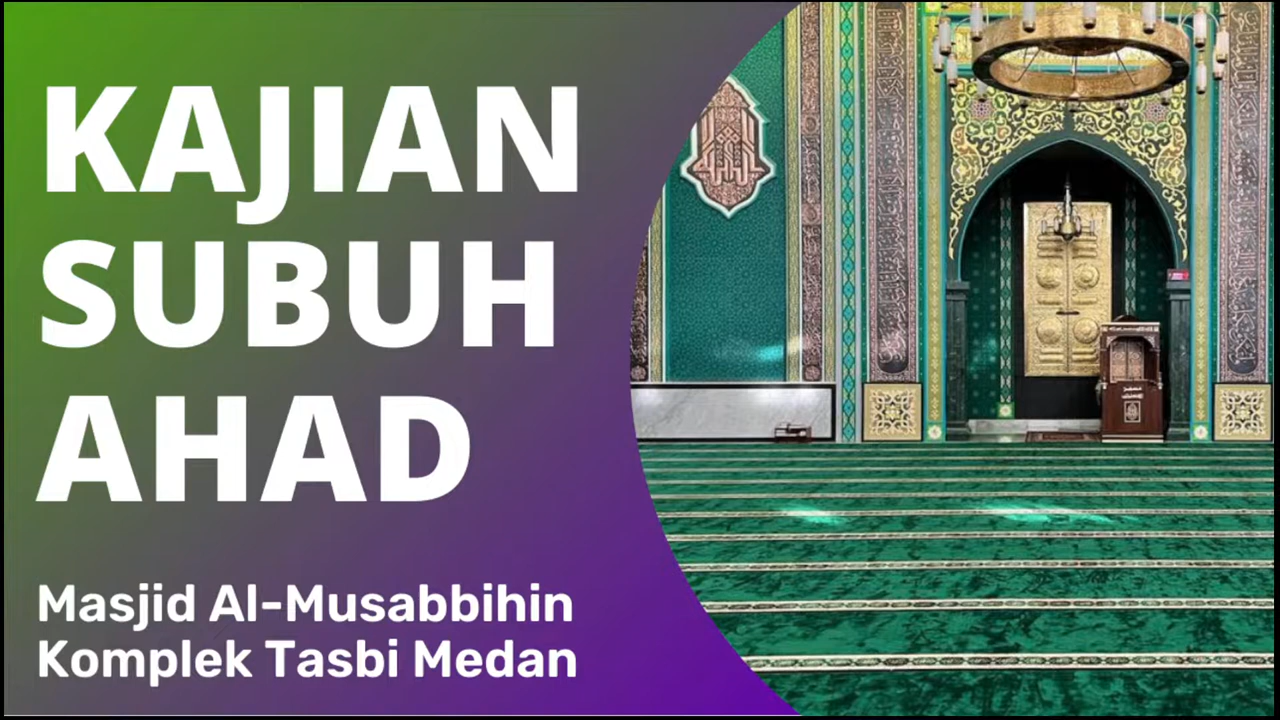 KAJIAN
SUBUH
AHAD
Masjid Al-Musabbihin
Komplek Tasbi Medan